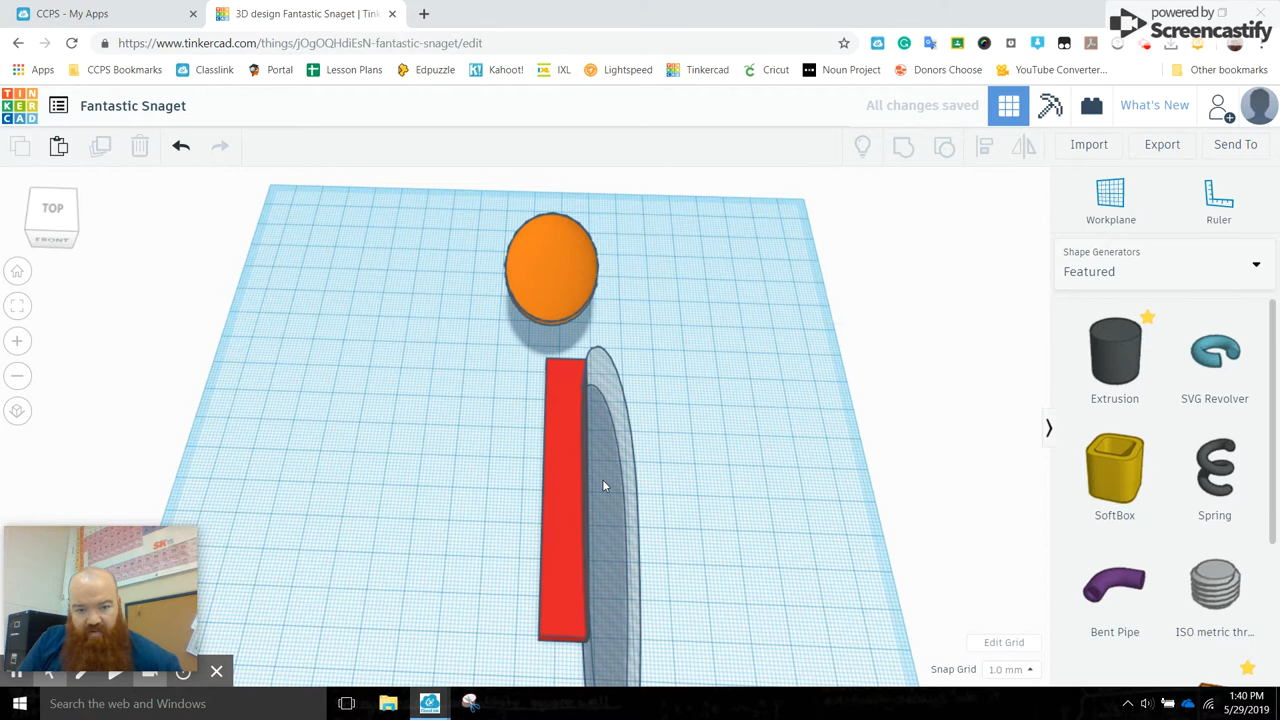 CCPS - My Apps
3D design Fantastic Snaget | Tin
powered by
Screencastify
https://www.tinkercad.com/things/jOgOQHdiEsN-fantastic-snaget/edit
Apps
CCPS Bookmarks
Classlink
Portal
Lesson Plans
Edpuzzle
Kahoot!
IXL
Lightspeed
Tinkercad
Cricut
Noun Project
Donors Choose
YouTube Converter...
Other bookmarks
TIN
KER
CAD
Fantastic Snaget
All changes saved
What's New
Import
Export
Send To
TOP
FRONT
Workplane
Ruler
Shape Generators
Featured
Extrusion
SVG Revolver
SoftBox
Spring
Bent Pipe
ISO metric thr...
Edit Grid
Snap Grid
1.0 mm
Search the web and Windows
1:40 PM
5/29/2019